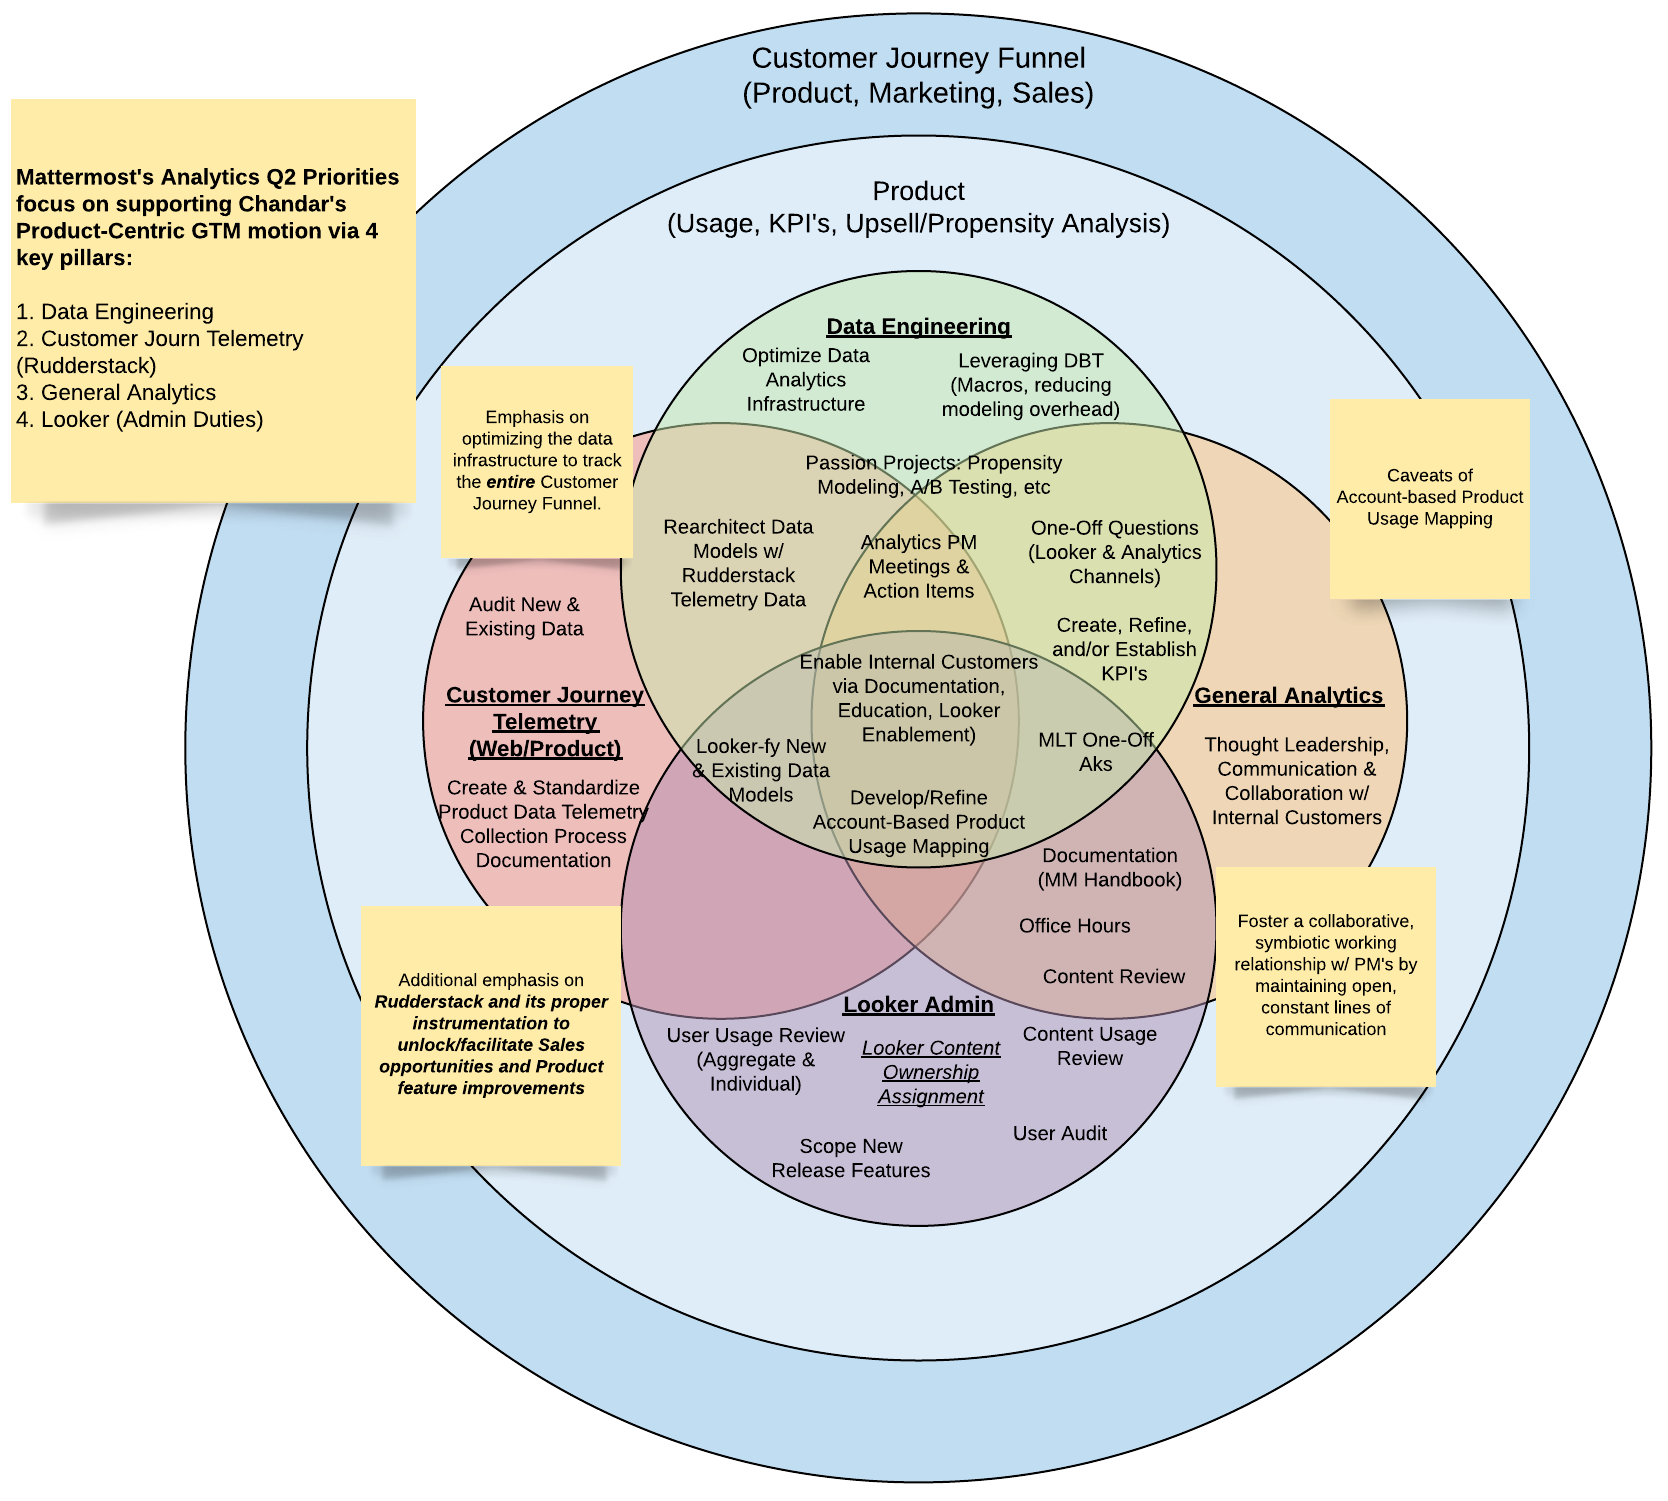 Customer Journey Funnel
(Product, Marketing, Sales)
Mattermost's Analytics Q2 Priorities
focus on supporting Chandar's
Product-Centric GTM motion via 4
key pillars:
1. Data Engineering
2. Customer Journ Telemetry
(Rudderstack)
3. General Analytics
4. Looker (Admin Duties)
Product
(Usage, KPI's, Upsell/Propensity Analysis)
Data Engineering
Optimize Data
Analytics
Infrastructure
Leveraging DBT
(Macros, reducing
modeling overhead)
Emphasis on
optimizing the data
infrastructure to track
the entire Customer
Journey Funnel.
Passion Projects: Propensity
Modeling, A/B Testing, etc
Caveats of
Account-based Product
Usage Mapping
Rearchitect Data
Models w/
Rudderstack
Telemetry Data
Analytics PM
Meetings &
Action Items
One-Off Questions
(Looker & Analytics
Channels)
Audit New &
Existing Data
Create, Refine,
and/or Establish
KPI's
Enable Internal Customers
via Documentation,
Education, Looker
Enablement)
Customer Journey
Telemetry
(Web/Product)
General Analytics
Looker-fy New
& Existing Data
Models
MLT One-Off
Aks
Thought Leadership,
Communication &
Collaboration w/
Internal Customers
Create & Standardize
Product Data Telemetry
Collection Process
Documentation
Develop/Refine
Account-Based Product
Usage Mapping
Documentation
(MM Handbook)
Office Hours
Content Review
Foster a collaborative,
symbiotic working
relationship w/ PM's by
maintaining open,
constant lines of
communication
Additional emphasis on
Rudderstack and its proper
instrumentation to
unlock/facilitate Sales
opportunities and Product
feature improvements
Looker Admin
User Usage Review
(Aggregate &
Individual)
Looker Content
Ownership
Assignment
Content Usage
Review
User Audit
Scope New
Release Features